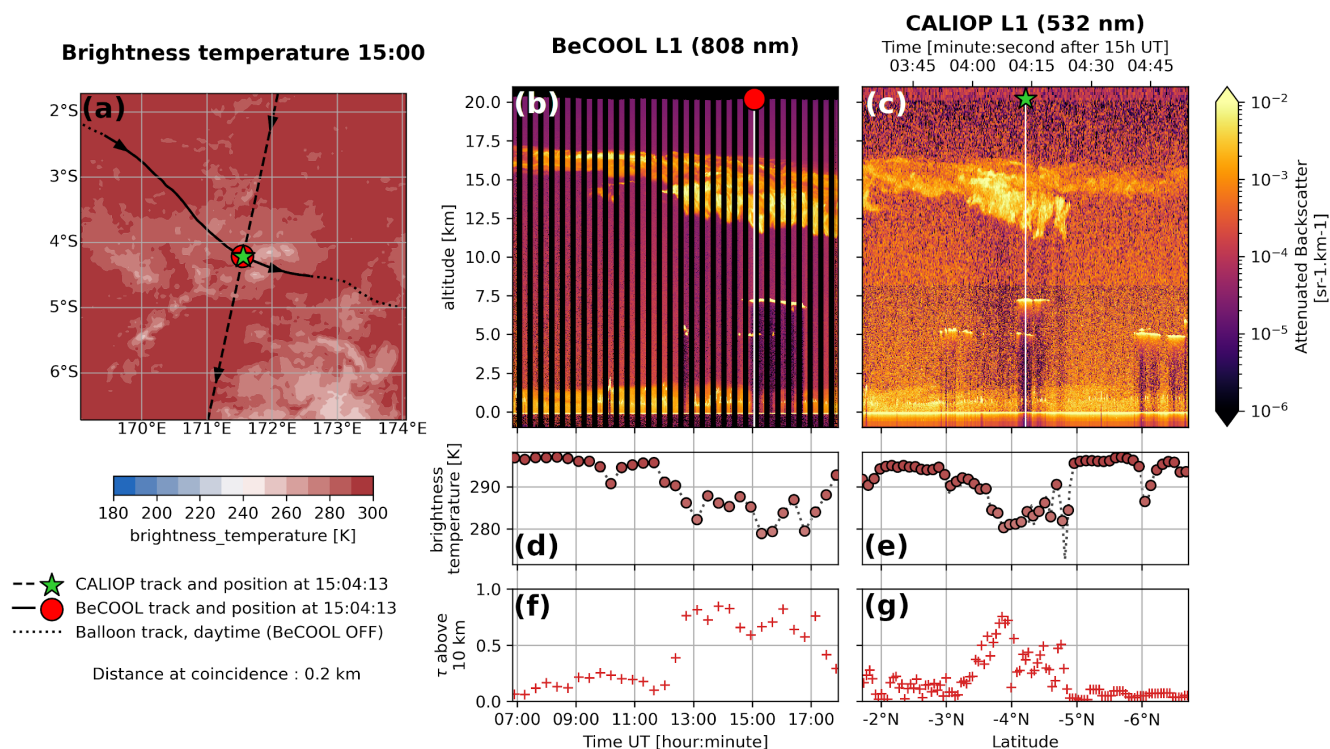 Brightness temperature 15:00
BeCOOL L1 (808 nm)
CALIOP L1 (532 nm)
Time [minute:second after 15h UT]
03:45 04:00 04:15 04:30 04:45
(a)
2°S
3°S
4°S
5°S
6°S
170°E 171°E 172°E 173°E 174°E
(b)
altitude [km]
20.0
17.5
15.0
12.5
10.0
7.5
5.0
2.5
0.0
(c)
10−2
10−3
10−4
10−5
10−6
Attenuated Backscatter
[sr-1.km-1]
180 200 220 240 260 280 300
brightness_temperature [K]
CALIOP track and position at 15:04:13
BeCOOL track and position at 15:04:13
Balloon track, daytime (BeCOOL OFF)
Distance at coincidence : 0.2 km
brightness
temperature [K]
290
280
(d)
(e)
τ above
10 km
1.0
0.5
0.0
(f)
(g)
07:00 09:00 11:00 13:00 15:00 17:00
Time UT [hour:minute]
-2°N -3°N -4°N -5°N -6°N
Latitude